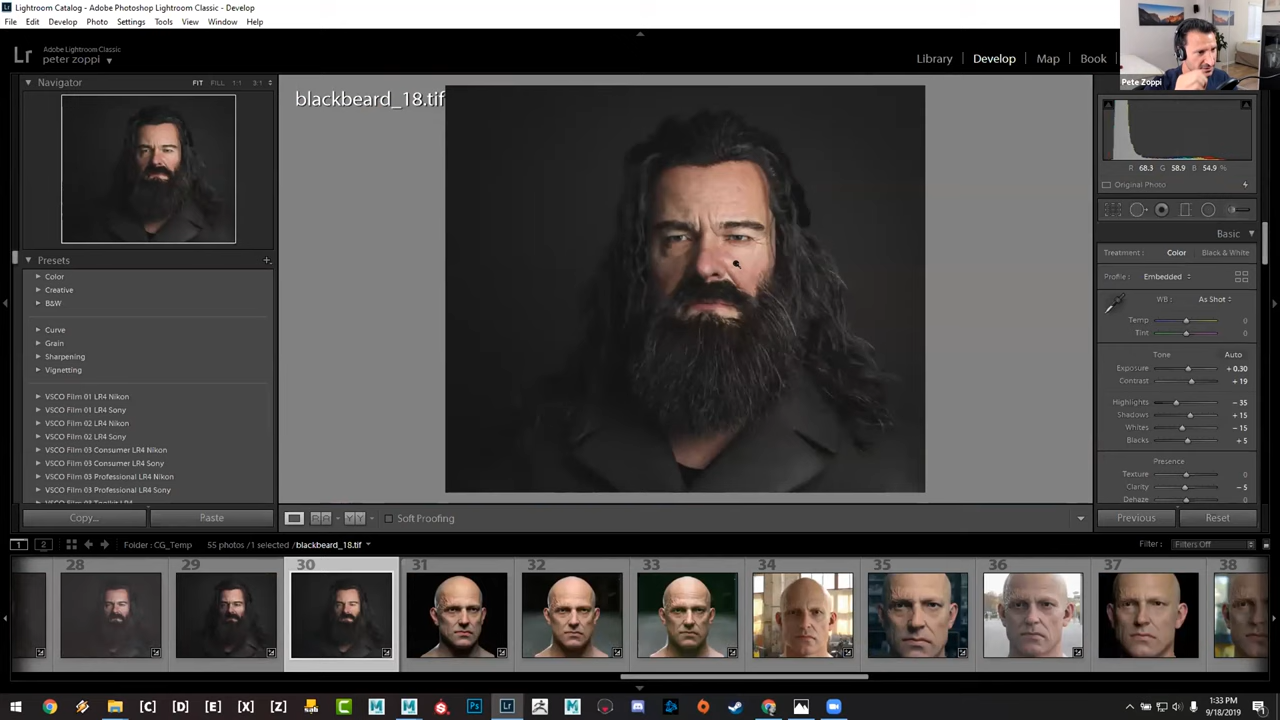 Lightroom Catalog - Adobe Photoshop Lightroom Classic - Develop
File Edit Develop Photo Settings Tools View Window Help
Lr
Adobe Lightroom Classic
peter zoppi
Library
Develop
Map
Book
Pete Zoppi
Navigator
FIT FILL 1:1 3:1
blackbeard_18.tif
R 68.3 G 58.9 B 54.9 %
Original Photo
Basic
Treatment: Color Black & White
Profile: Embedded
WB: As Shot
Temp 0
Tint 0
Tone Auto
Exposure + 0.30
Contrast + 19
Highlights – 35
Shadows + 15
Whites – 15
Blacks + 5
Presence
Texture 0
Clarity – 5
Dehaze 0
Presets +
Color
Creative
B&W
Curve
Grain
Sharpening
Vignetting
VSCO Film 01 LR4 Nikon
VSCO Film 01 LR4 Sony
VSCO Film 02 LR4 Nikon
VSCO Film 02 LR4 Sony
VSCO Film 03 Consumer LR4 Nikon
VSCO Film 03 Consumer LR4 Sony
VSCO Film 03 Professional LR4 Nikon
VSCO Film 03 Professional LR4 Sony
Copy... Paste
Soft Proofing
Previous Reset
1 2 Folder : CG_Temp 55 photos / 1 selected / blackbeard_18.tif
Filter : Filters Off
28 29 30 31 32 33 34 35 36 37 38
[C] [D] [E] [X] [Z]
Ps
Lr
1:33 PM
9/18/2019